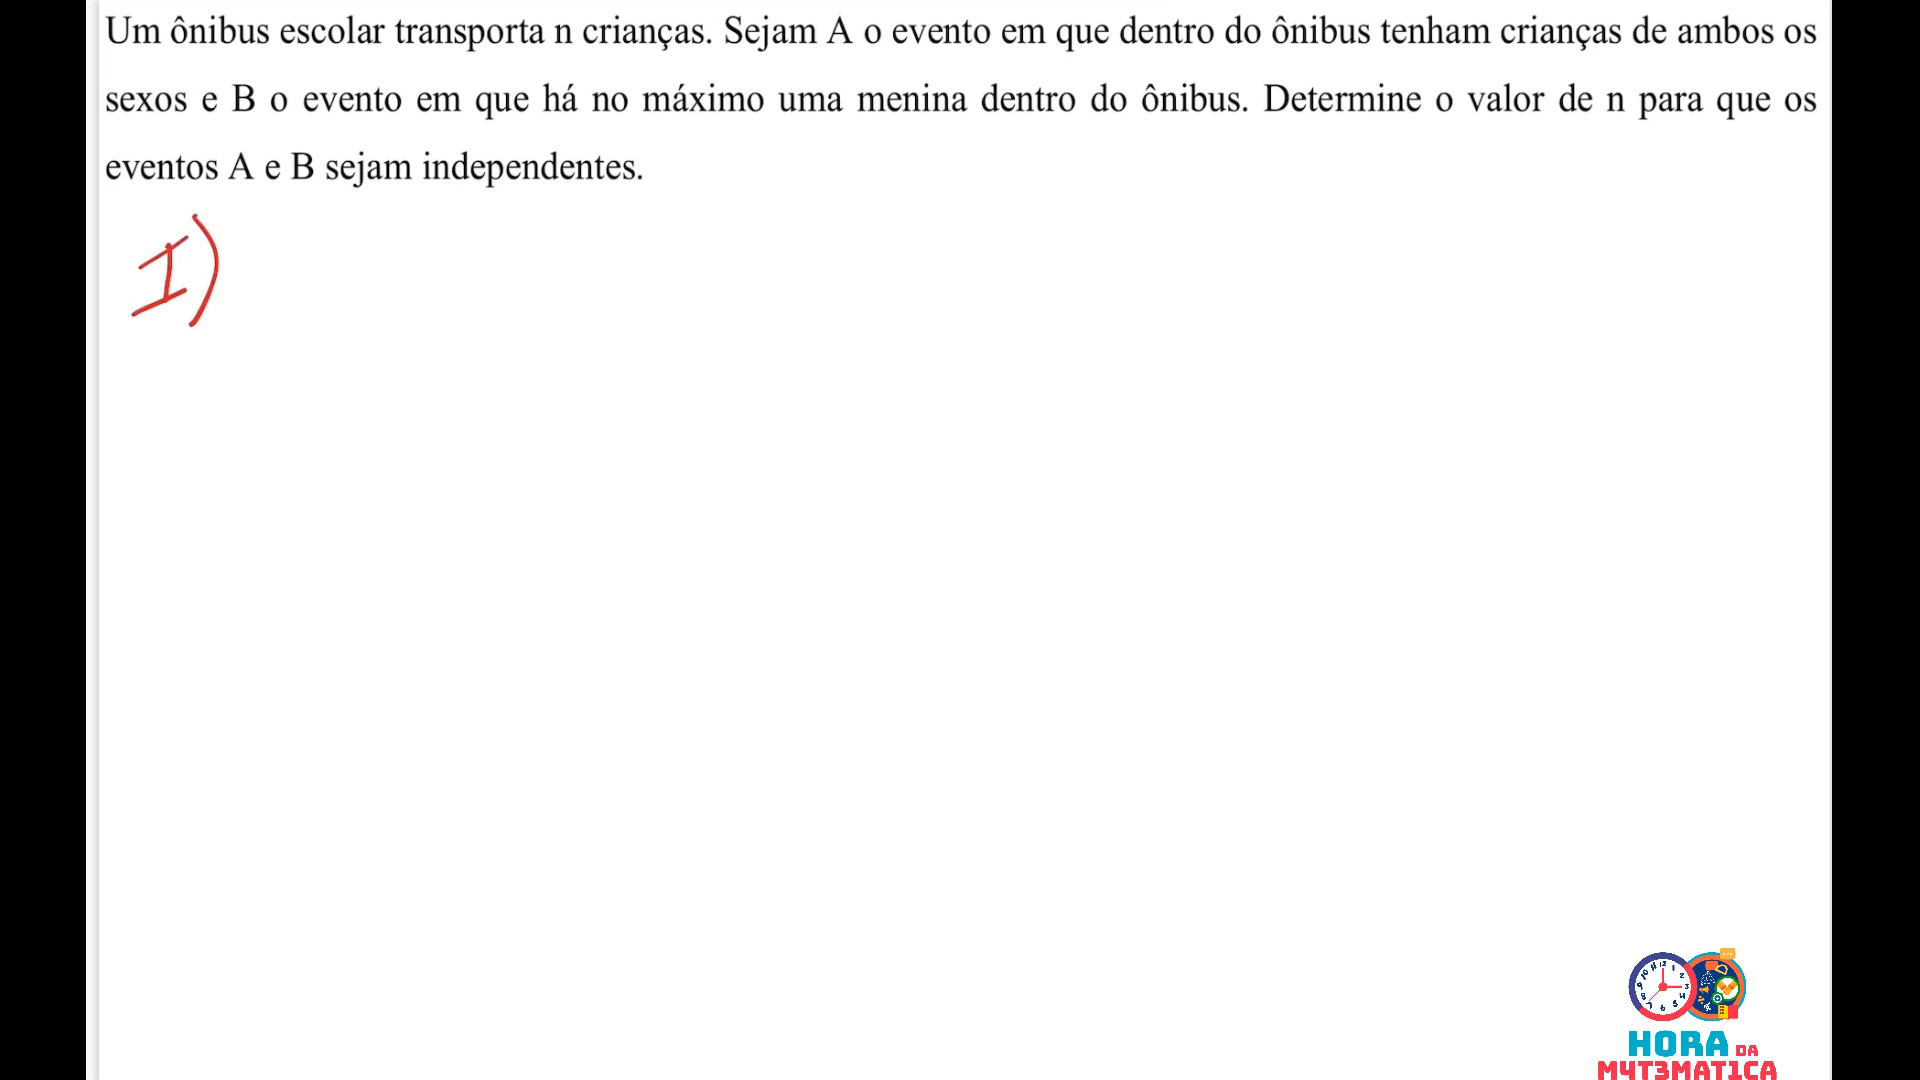 Um ônibus escolar transporta n crianças. Sejam A o evento em que dentro do ônibus tenham crianças de ambos os
sexos e B o evento em que há no máximo uma menina dentro do ônibus. Determine o valor de n para que os
eventos A e B sejam independentes.
I)
HORA DA
M4T3MAT1CA